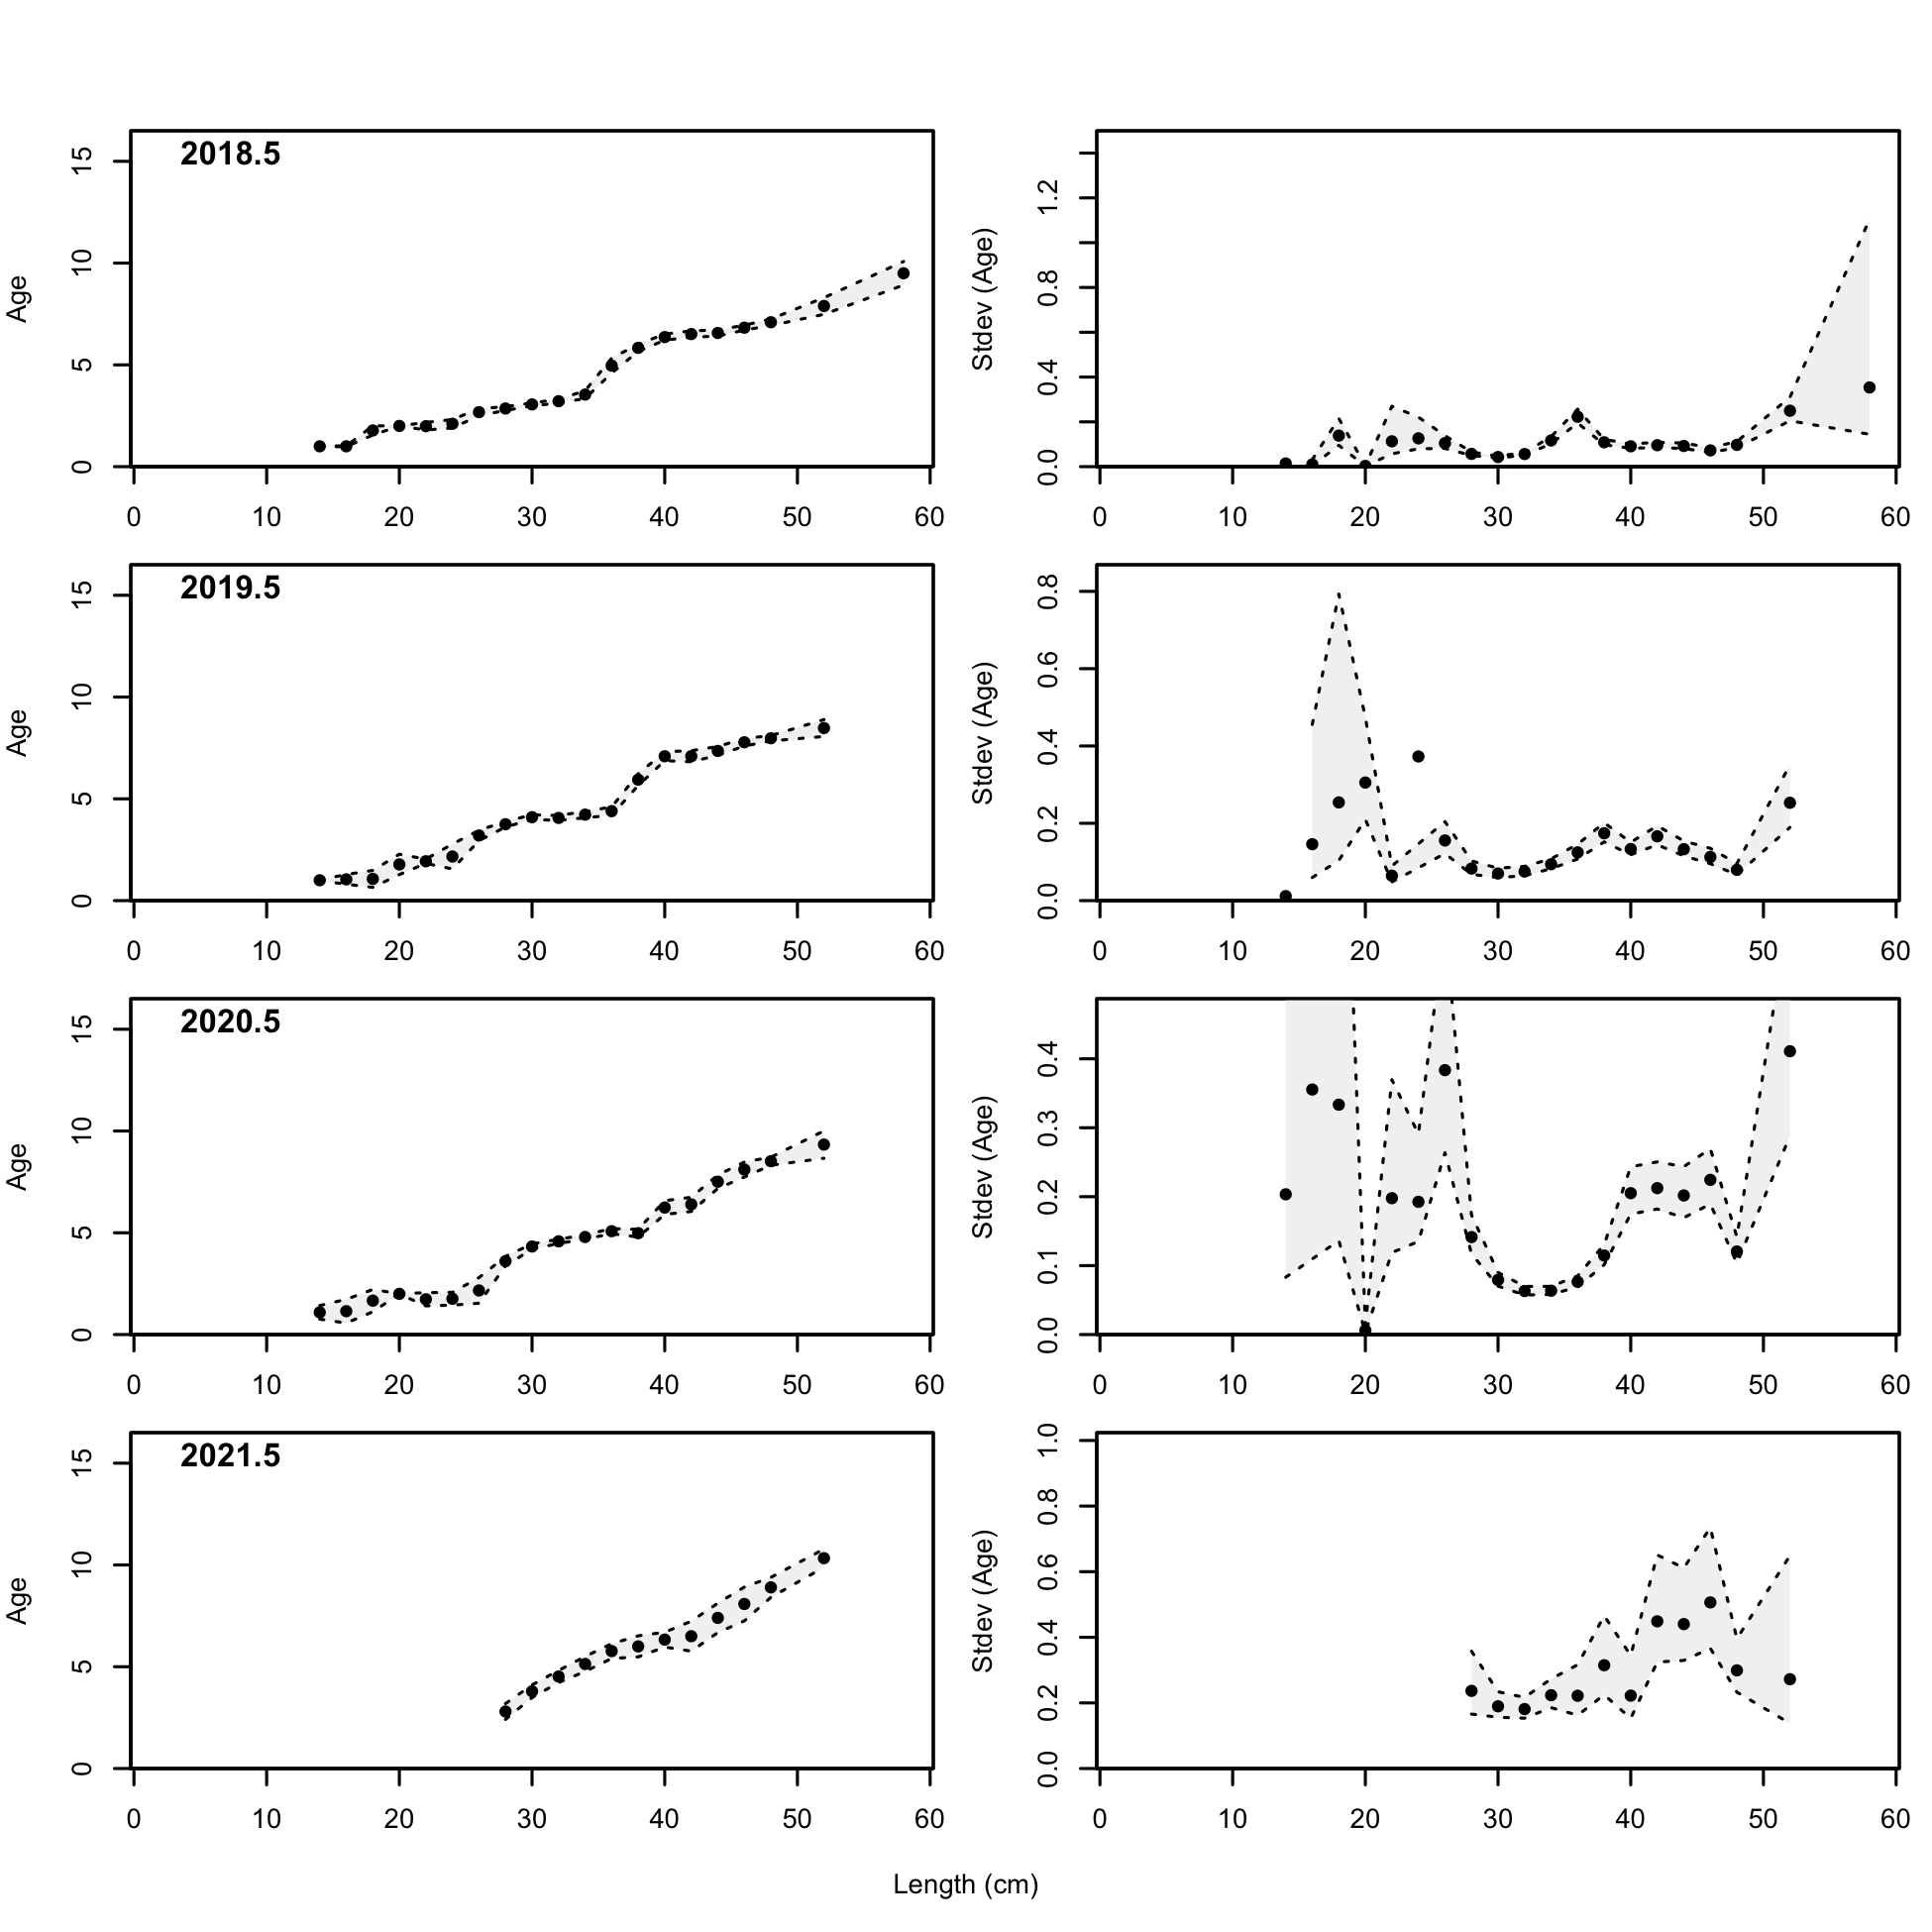 2018.5
Age
0 5 10 15
0 10 20 30 40 50 60
Stdev (Age)
0.0 0.4 0.8 1.2
0 10 20 30 40 50 60
2019.5
Age
0 5 10 15
0 10 20 30 40 50 60
Stdev (Age)
0.0 0.2 0.4 0.6 0.8
0 10 20 30 40 50 60
2020.5
Age
0 5 10 15
0 10 20 30 40 50 60
Stdev (Age)
0.0 0.1 0.2 0.3 0.4
0 10 20 30 40 50 60
2021.5
Age
0 5 10 15
0 10 20 30 40 50 60
Stdev (Age)
0.0 0.2 0.4 0.6 0.8 1.0
0 10 20 30 40 50 60
Length (cm)